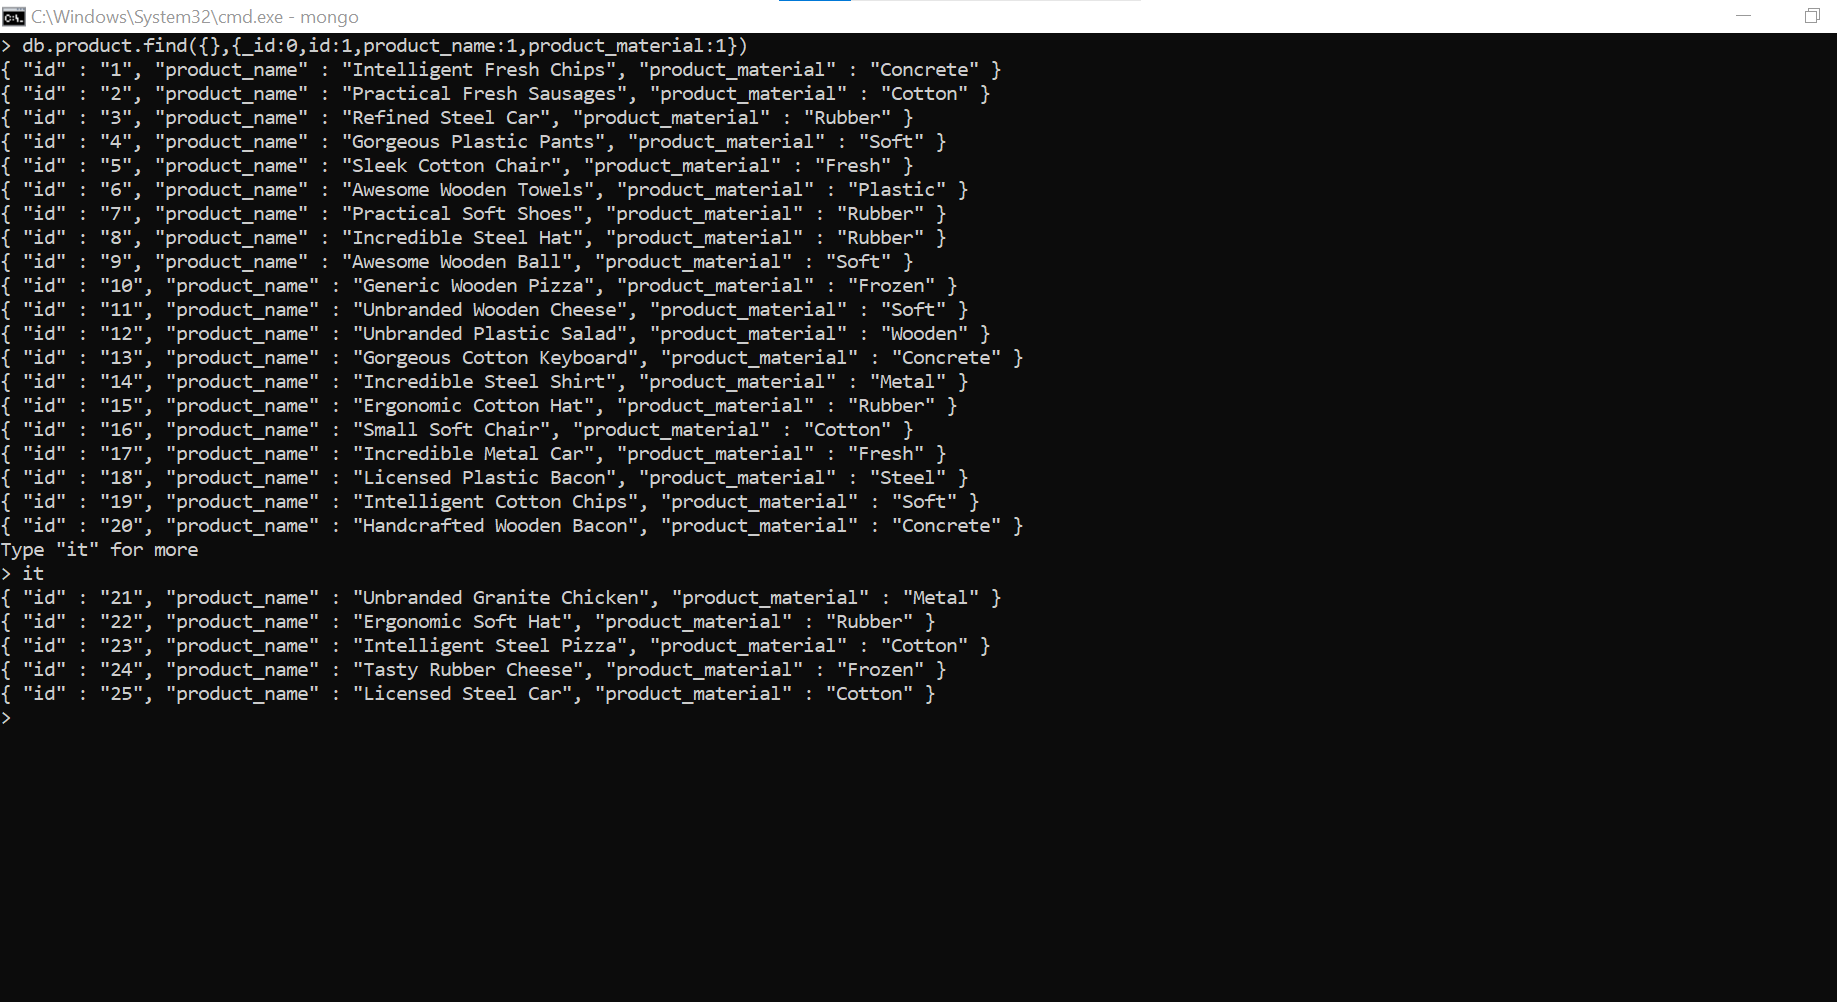 C:\Windows\System32\cmd.exe - mongo
> db.product.find({},{_id:0,id:1,product_name:1,product_material:1})
{ "id" : "1", "product_name" : "Intelligent Fresh Chips", "product_material" : "Concrete" }
{ "id" : "2", "product_name" : "Practical Fresh Sausages", "product_material" : "Cotton" }
{ "id" : "3", "product_name" : "Refined Steel Car", "product_material" : "Rubber" }
{ "id" : "4", "product_name" : "Gorgeous Plastic Pants", "product_material" : "Soft" }
{ "id" : "5", "product_name" : "Sleek Cotton Chair", "product_material" : "Fresh" }
{ "id" : "6", "product_name" : "Awesome Wooden Towels", "product_material" : "Plastic" }
{ "id" : "7", "product_name" : "Practical Soft Shoes", "product_material" : "Rubber" }
{ "id" : "8", "product_name" : "Incredible Steel Hat", "product_material" : "Rubber" }
{ "id" : "9", "product_name" : "Awesome Wooden Ball", "product_material" : "Soft" }
{ "id" : "10", "product_name" : "Generic Wooden Pizza", "product_material" : "Frozen" }
{ "id" : "11", "product_name" : "Unbranded Wooden Cheese", "product_material" : "Soft" }
{ "id" : "12", "product_name" : "Unbranded Plastic Salad", "product_material" : "Wooden" }
{ "id" : "13", "product_name" : "Gorgeous Cotton Keyboard", "product_material" : "Concrete" }
{ "id" : "14", "product_name" : "Incredible Steel Shirt", "product_material" : "Metal" }
{ "id" : "15", "product_name" : "Ergonomic Cotton Hat", "product_material" : "Rubber" }
{ "id" : "16", "product_name" : "Small Soft Chair", "product_material" : "Cotton" }
{ "id" : "17", "product_name" : "Incredible Metal Car", "product_material" : "Fresh" }
{ "id" : "18", "product_name" : "Licensed Plastic Bacon", "product_material" : "Steel" }
{ "id" : "19", "product_name" : "Intelligent Cotton Chips", "product_material" : "Soft" }
{ "id" : "20", "product_name" : "Handcrafted Wooden Bacon", "product_material" : "Concrete" }
Type "it" for more
> it
{ "id" : "21", "product_name" : "Unbranded Granite Chicken", "product_material" : "Metal" }
{ "id" : "22", "product_name" : "Ergonomic Soft Hat", "product_material" : "Rubber" }
{ "id" : "23", "product_name" : "Intelligent Steel Pizza", "product_material" : "Cotton" }
{ "id" : "24", "product_name" : "Tasty Rubber Cheese", "product_material" : "Frozen" }
{ "id" : "25", "product_name" : "Licensed Steel Car", "product_material" : "Cotton" }
>